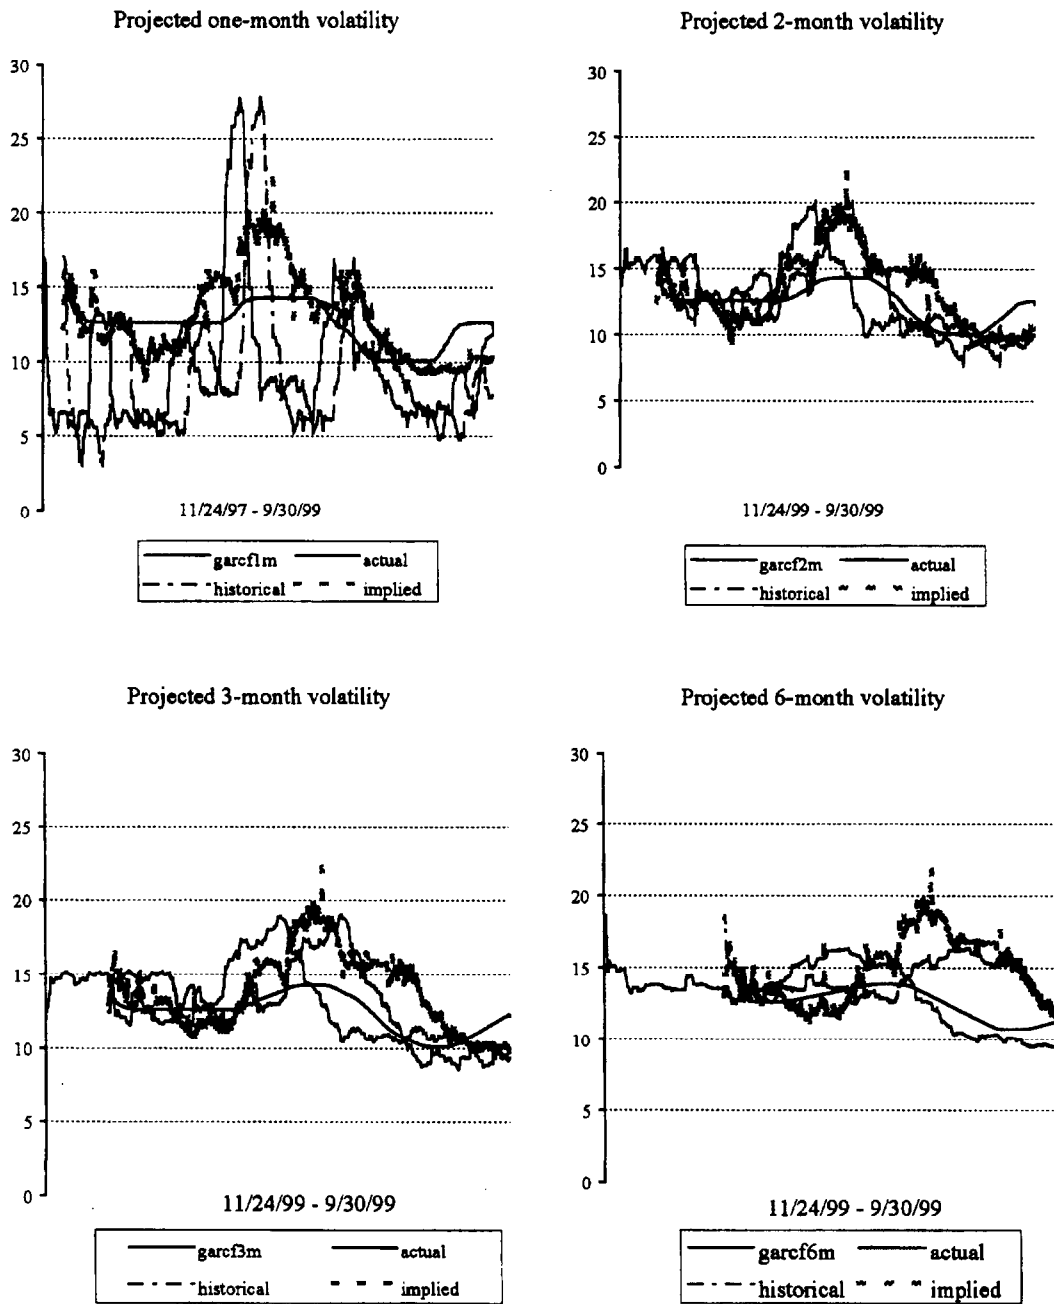 Projected one-month volatility
30
25
20
15
10
5
0
11/24/97 - 9/30/99
garcf1m actual
historical implied
Projected 2-month volatility
30
25
20
15
10
5
0
11/24/99 - 9/30/99
garcf2m actual
historical implied
Projected 3-month volatility
30
25
20
15
10
5
0
11/24/99 - 9/30/99
garcf3m actual
historical implied
Projected 6-month volatility
30
25
20
15
10
5
0
11/24/99 - 9/30/99
garcf6m actual
historical implied